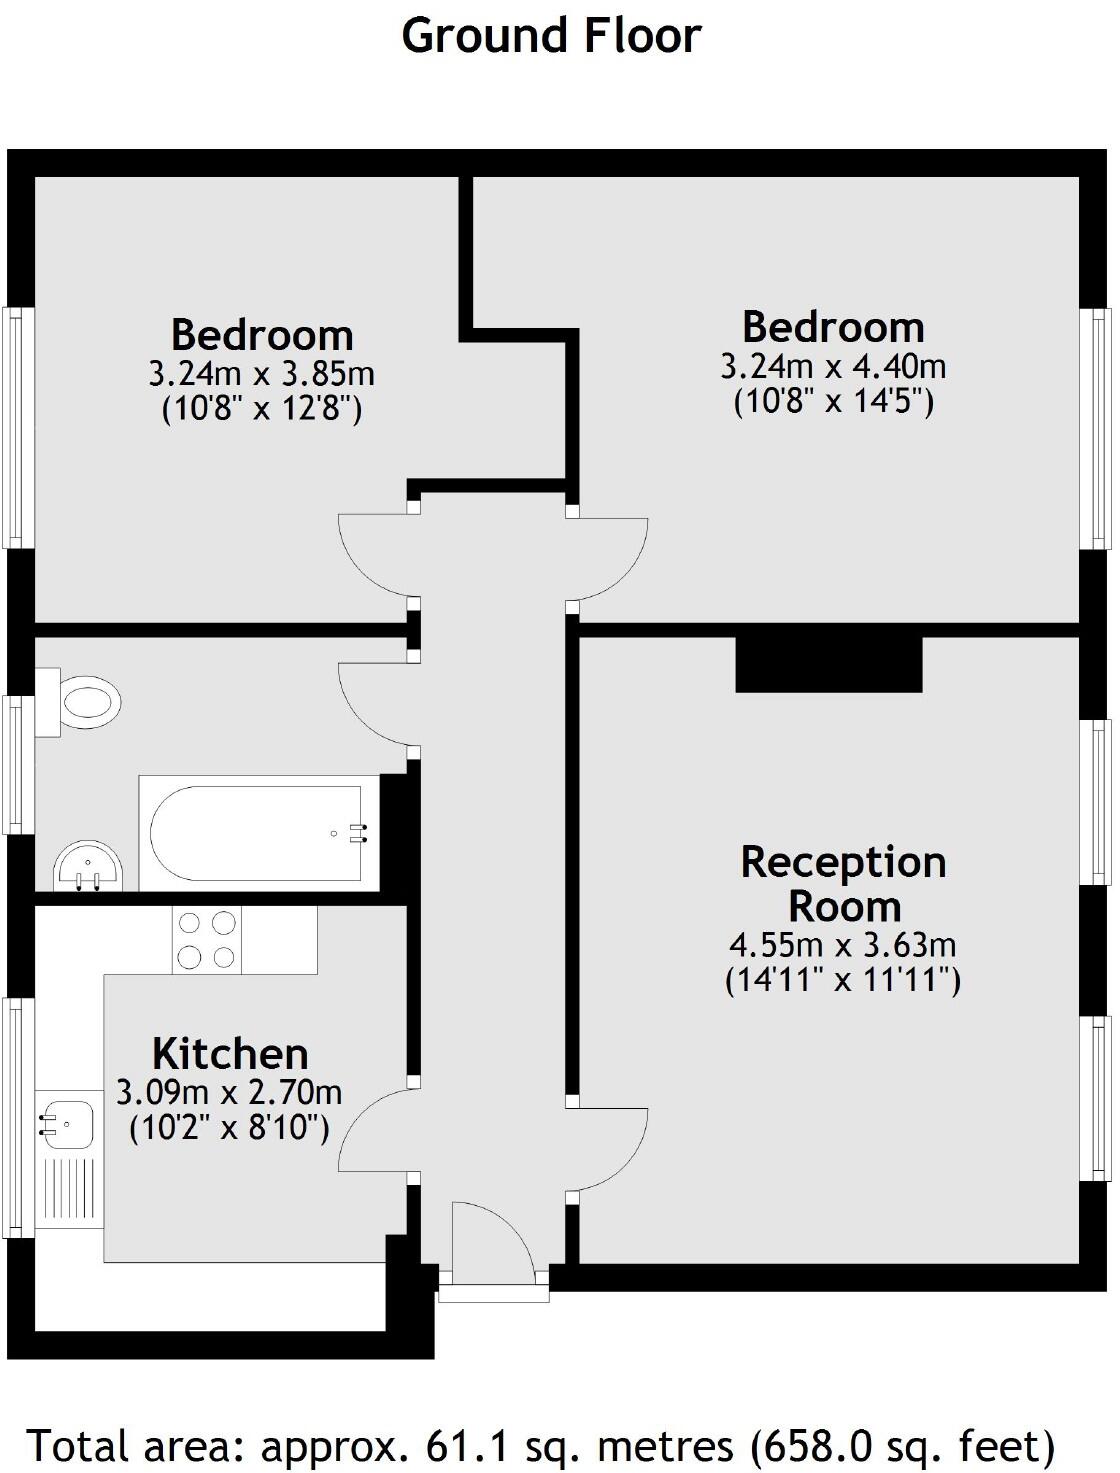 Ground Floor
Bedroom
3.24m x 3.85m
(10'8" x 12'8")
Bedroom
3.24m x 4.40m
(10'8" x 14'5")
Reception
Room
4.55m x 3.63m
(14'11" x 11'11")
Kitchen
3.09m x 2.70m
(10'2" x 8'10")
Total area: approx. 61.1 sq. metres (658.0 sq. feet)